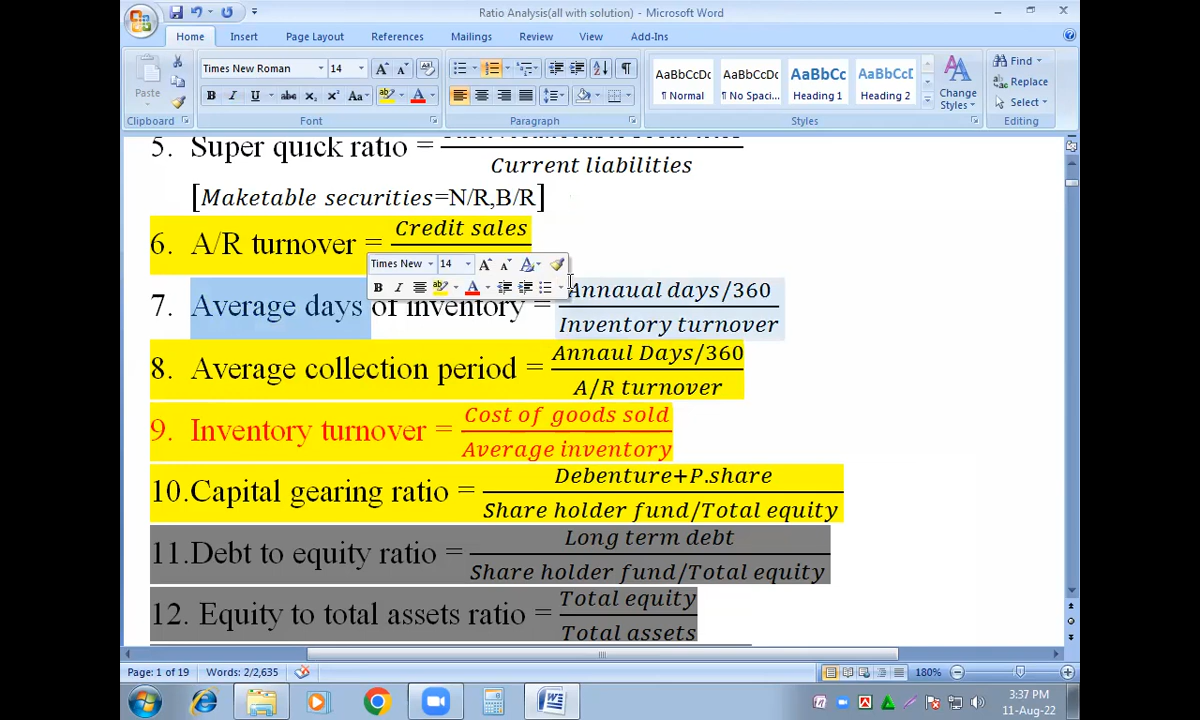 Ratio Analysis(all with solution) - Microsoft Word
Home Insert Page Layout References Mailings Review View Add-Ins
Paste
Times New Roman 14
AaBbCcDc AaBbCcDc AaBbC AaBbCcI
¶ Normal ¶ No Spaci... Heading 1 Heading 2
Change Styles
Find
Replace
Select
Clipboard Font Paragraph Styles Editing
5. Super quick ratio =
Current liabilities
[Maketable securities=N/R,B/R]
6. A/R turnover = Credit sales
Times New 14
7. Average days of inventory = Annaual days/360
Inventory turnover
8. Average collection period = Annaul Days/360
A/R turnover
9. Inventory turnover = Cost of goods sold
Average inventory
10.Capital gearing ratio = Debenture+P.share
Share holder fund/Total equity
11.Debt to equity ratio = Long term debt
Share holder fund/Total equity
12. Equity to total assets ratio = Total equity
Total assets
Page: 1 of 19 Words: 2/2,635 180%
3:37 PM
11-Aug-22